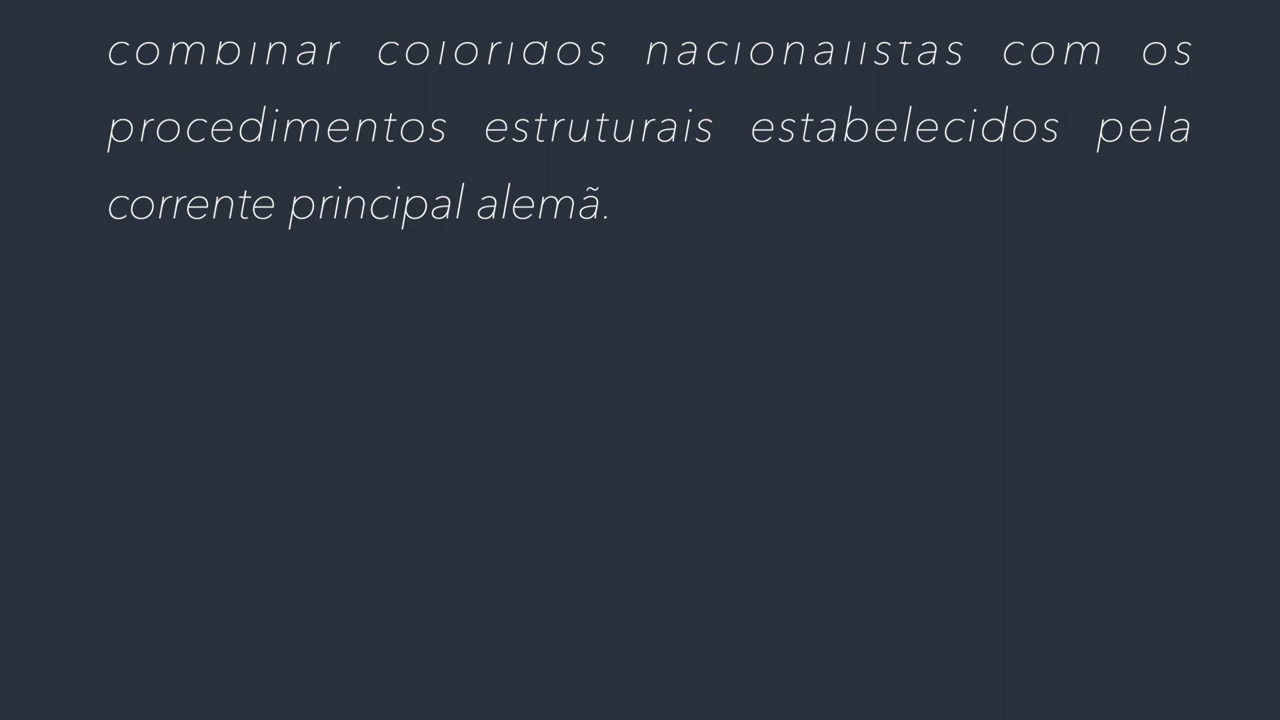 combinar coloridos nacionalistas com os
procedimentos estruturais estabelecidos pela
corrente principal alemã.